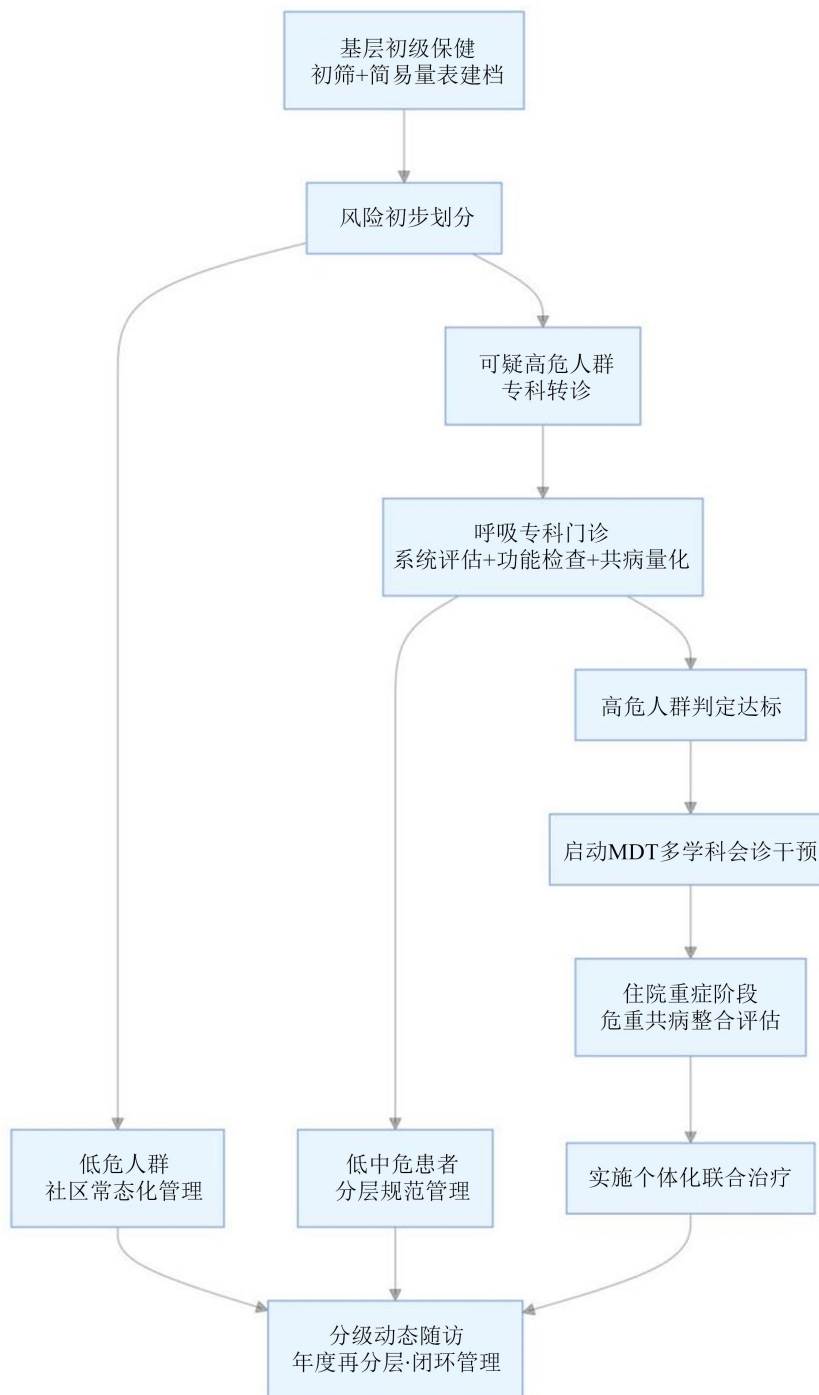 基层初级保健
初筛+简易量表建档
风险初步划分
可疑高危人群
专科转诊
呼吸专科门诊
系统评估+功能检查+共病量化
高危人群判定达标
启动MDT多学科会诊干预
住院重症阶段
危重共病整合评估
低危人群
社区常态化管理
低中危患者
分层规范管理
实施个体化联合治疗
分级动态随访
年度再分层·闭环管理